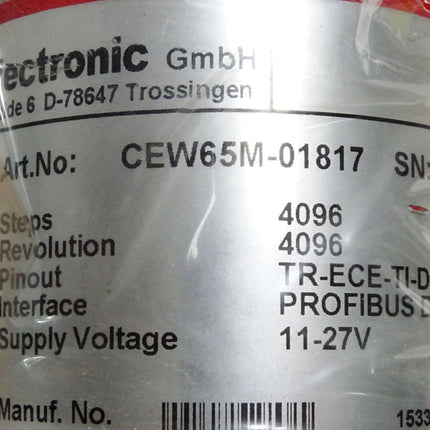 ectronic GmbH
de 6 D-78647 Trossingen
Art.No: CEW65M-01817 SN:
Steps 4096
Revolution 4096
Pinout TR-ECE-TI-D
Interface PROFIBUS D
Supply Voltage 11-27V
Manuf. No. 1533